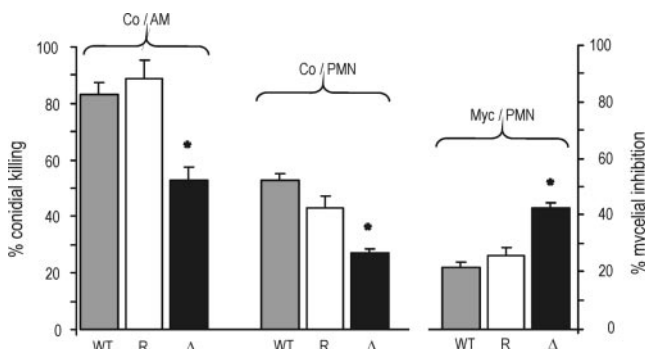 Co / AM
Co / PMN
Myc / PMN
% conidial killing
100
80
60
40
20
0
*
*
*
WT R Δ
WT R Δ
WT R Δ
100
80
60
40
20
0
% mycelial inhibition